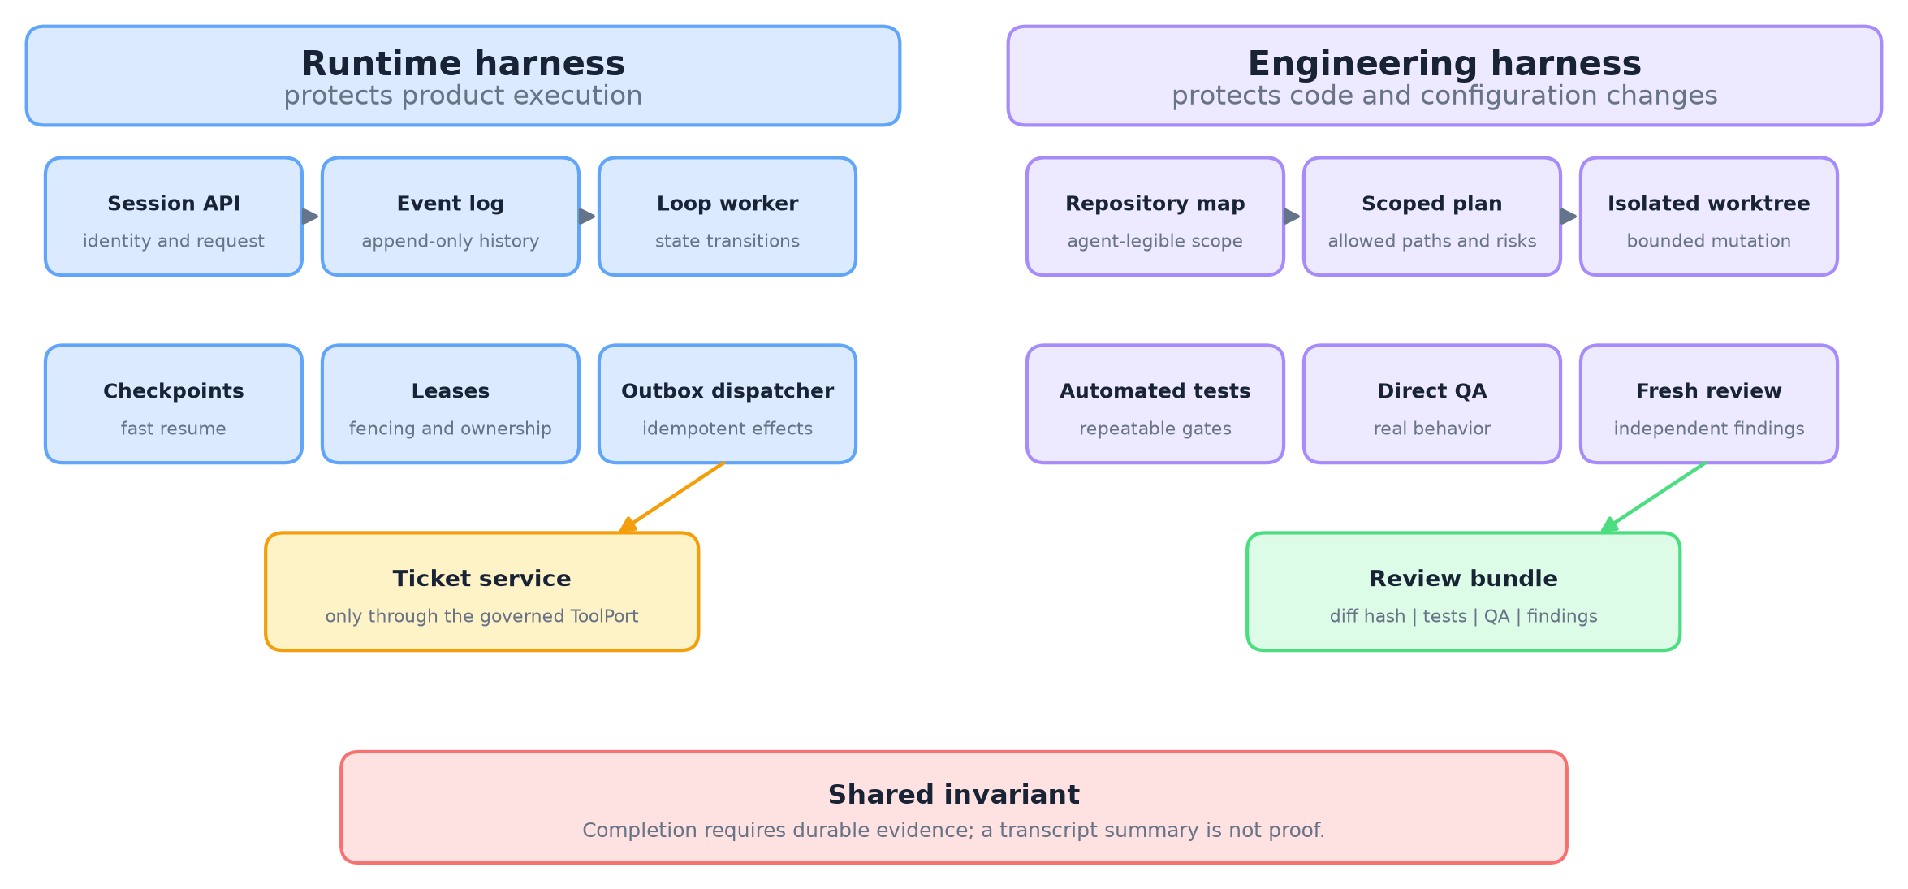 Runtime harness
protects product execution
Engineering harness
protects code and configuration changes
Session API
identity and request
Event log
append-only history
Loop worker
state transitions
Repository map
agent-legible scope
Scoped plan
allowed paths and risks
Isolated worktree
bounded mutation
Checkpoints
fast resume
Leases
fencing and ownership
Outbox dispatcher
idempotent effects
Automated tests
repeatable gates
Direct QA
real behavior
Fresh review
independent findings
Ticket service
only through the governed ToolPort
Review bundle
diff hash | tests | QA | findings
Shared invariant
Completion requires durable evidence; a transcript summary is not proof.